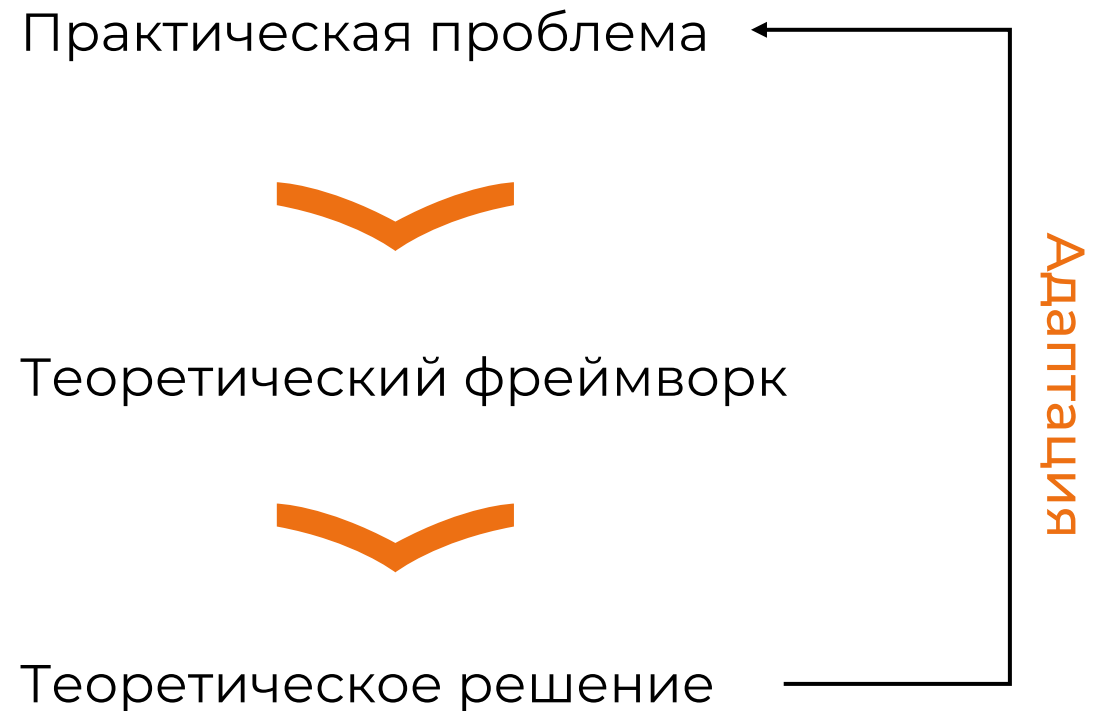 Практическая проблема
Теоретический фреймворк
Теоретическое решение
Адаптация